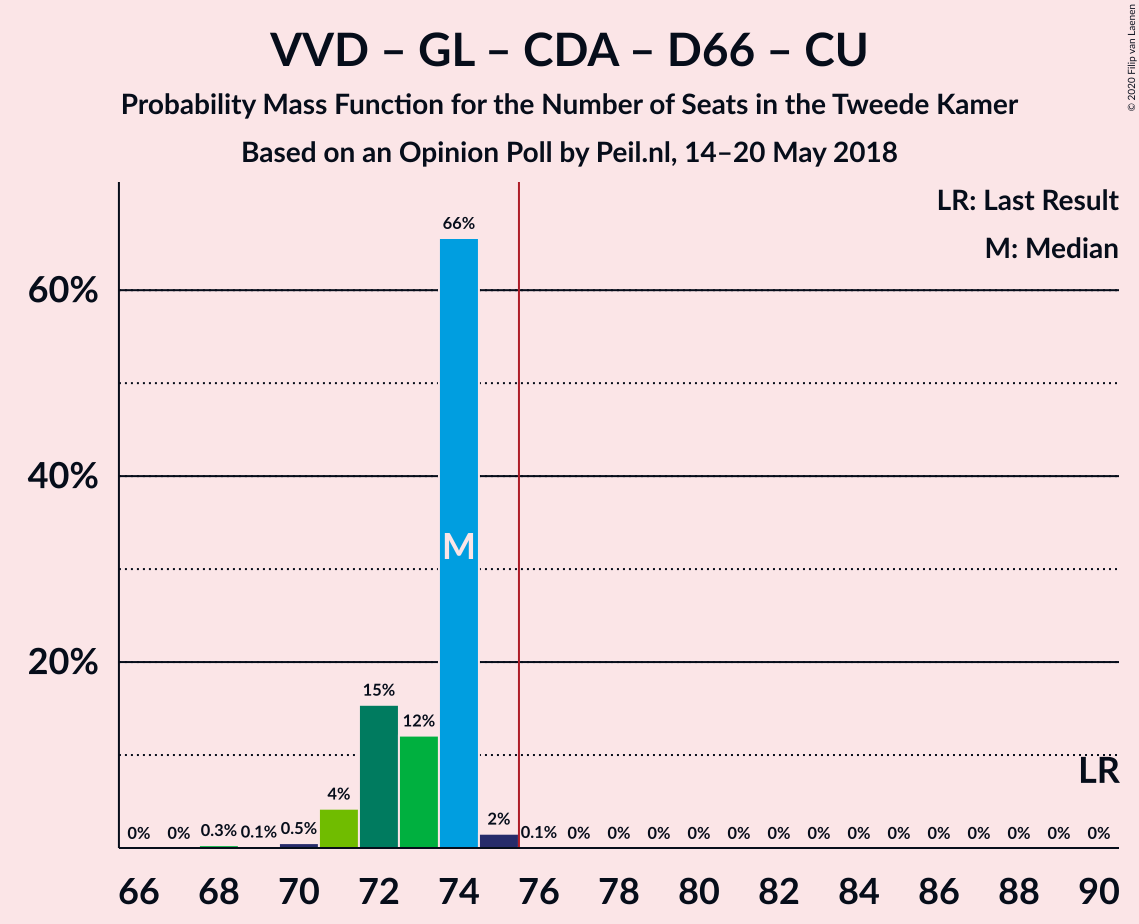 VVD – GL – CDA – D66 – CU
Probability Mass Function for the Number of Seats in the Tweede Kamer
Based on an Opinion Poll by Peil.nl, 14–20 May 2018
© 2020 Filip van Laenen
LR: Last Result
M: Median
66%
60%
40%
M
20%
15%
12%
LR
4%
2%
0% 0% 0.3% 0.1% 0.5% 0.1% 0% 0% 0% 0% 0% 0% 0% 0% 0% 0% 0% 0% 0% 0%
66 68 70 72 74 76 78 80 82 84 86 88 90